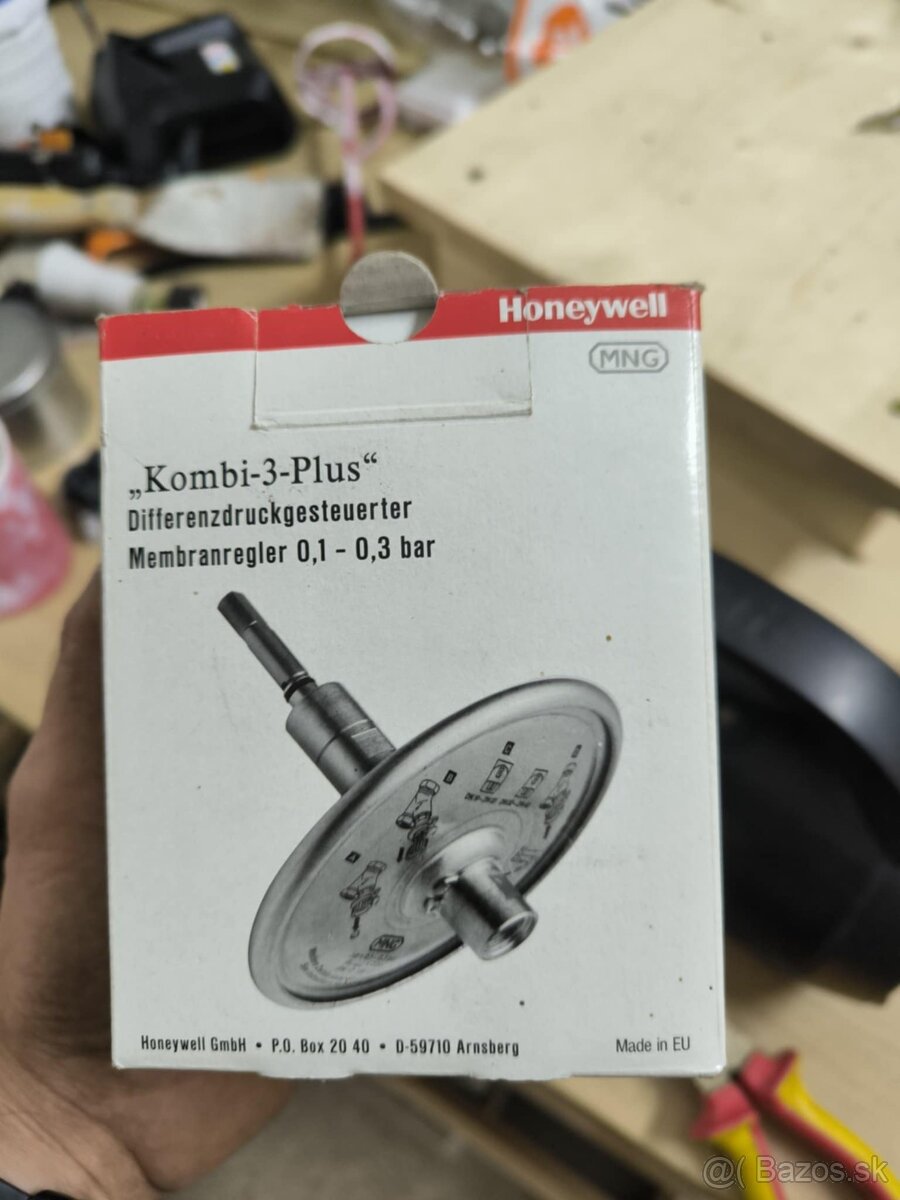 Honeywell
MNG
„Kombi-3-Plus“
Differenzdruckgesteuerter
Membranregler 0,1 - 0,3 bar
A
B
C
MNG
Honeywell GmbH • P.O. Box 20 40 • D-59710 Arnsberg
Made in EU
@( Bazos.sk